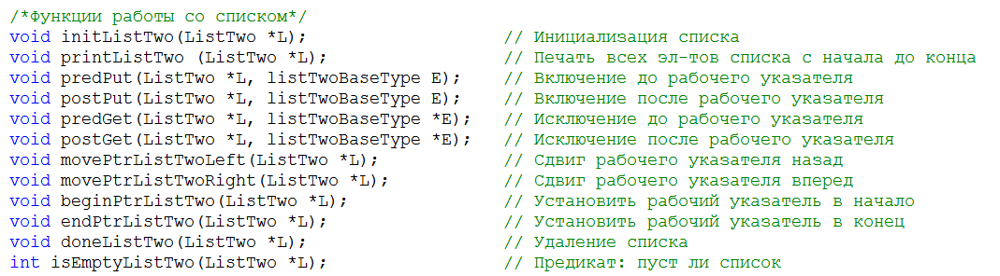 /*Функции работы со списком*/
void initListTwo(ListTwo *L); // Инициализация списка
void printListTwo (ListTwo *L); // Печать всех эл-тов списка с начала до конца
void predPut(ListTwo *L, listTwoBaseType E); // Включение до рабочего указателя
void postPut(ListTwo *L, listTwoBaseType E); // Включение после рабочего указателя
void predGet(ListTwo *L, listTwoBaseType *E); // Исключение до рабочего указателя
void postGet(ListTwo *L, listTwoBaseType *E); // Исключение после рабочего указателя
void movePtrListTwoLeft(ListTwo *L); // Сдвиг рабочего указателя назад
void movePtrListTwoRight(ListTwo *L); // Сдвиг рабочего указателя вперед
void beginPtrListTwo(ListTwo *L); // Установить рабочий указатель в начало
void endPtrListTwo(ListTwo *L); // Установить рабочий указатель в конец
void doneListTwo(ListTwo *L); // Удаление списка
int isEmptyListTwo(ListTwo *L); // Предикат: пуст ли список